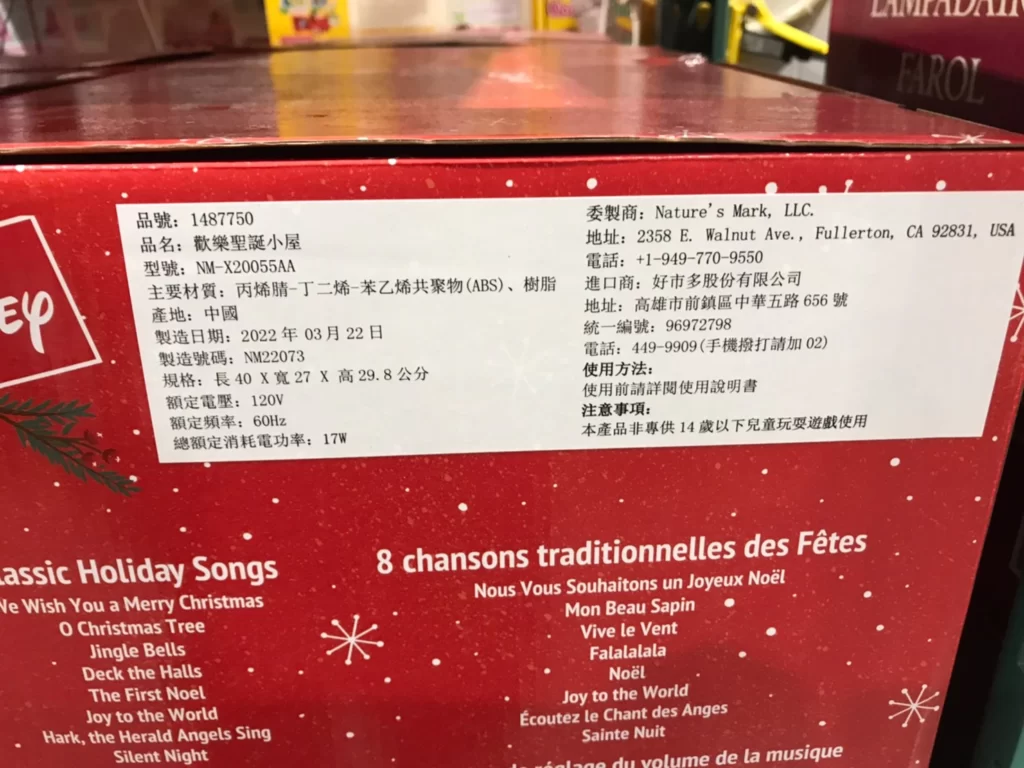 FAROL
EY
品號: 1487750
品名: 歡樂聖誕小屋
型號: NM-X20055AA
主要材質: 丙烯腈-丁二烯-苯乙烯共聚物(ABS)、樹脂
產地: 中國
製造日期: 2022 年 03 月 22 日
製造號碼: NM22073
規格: 長 40 X 寬 27 X 高 29.8 公分
額定電壓: 120V
額定頻率: 60Hz
總額定消耗電功率: 17W
委製商: Nature's Mark, LLC.
地址: 2358 E. Walnut Ave., Fullerton, CA 92831, USA
電話: +1-949-770-9550
進口商: 好市多股份有限公司
地址: 高雄市前鎮區中華五路 656 號
統一編號: 96972798
電話: 449-9909(手機撥打請加 02)
使用方法:
使用前請詳閱使用說明書
注意事項:
本產品非專供 14 歲以下兒童玩耍遊戲使用
assic Holiday Songs
We Wish You a Merry Christmas
O Christmas Tree
Jingle Bells
Deck the Halls
The First Noel
Joy to the World
Hark, the Herald Angels Sing
Silent Night
8 chansons traditionnelles des Fêtes
Nous Vous Souhaitons un Joyeux Noël
Mon Beau Sapin
Vive le Vent
Falalalala
Noël
Joy to the World
Écoutez le Chant des Anges
Sainte Nuit
réglage du volume de la musique